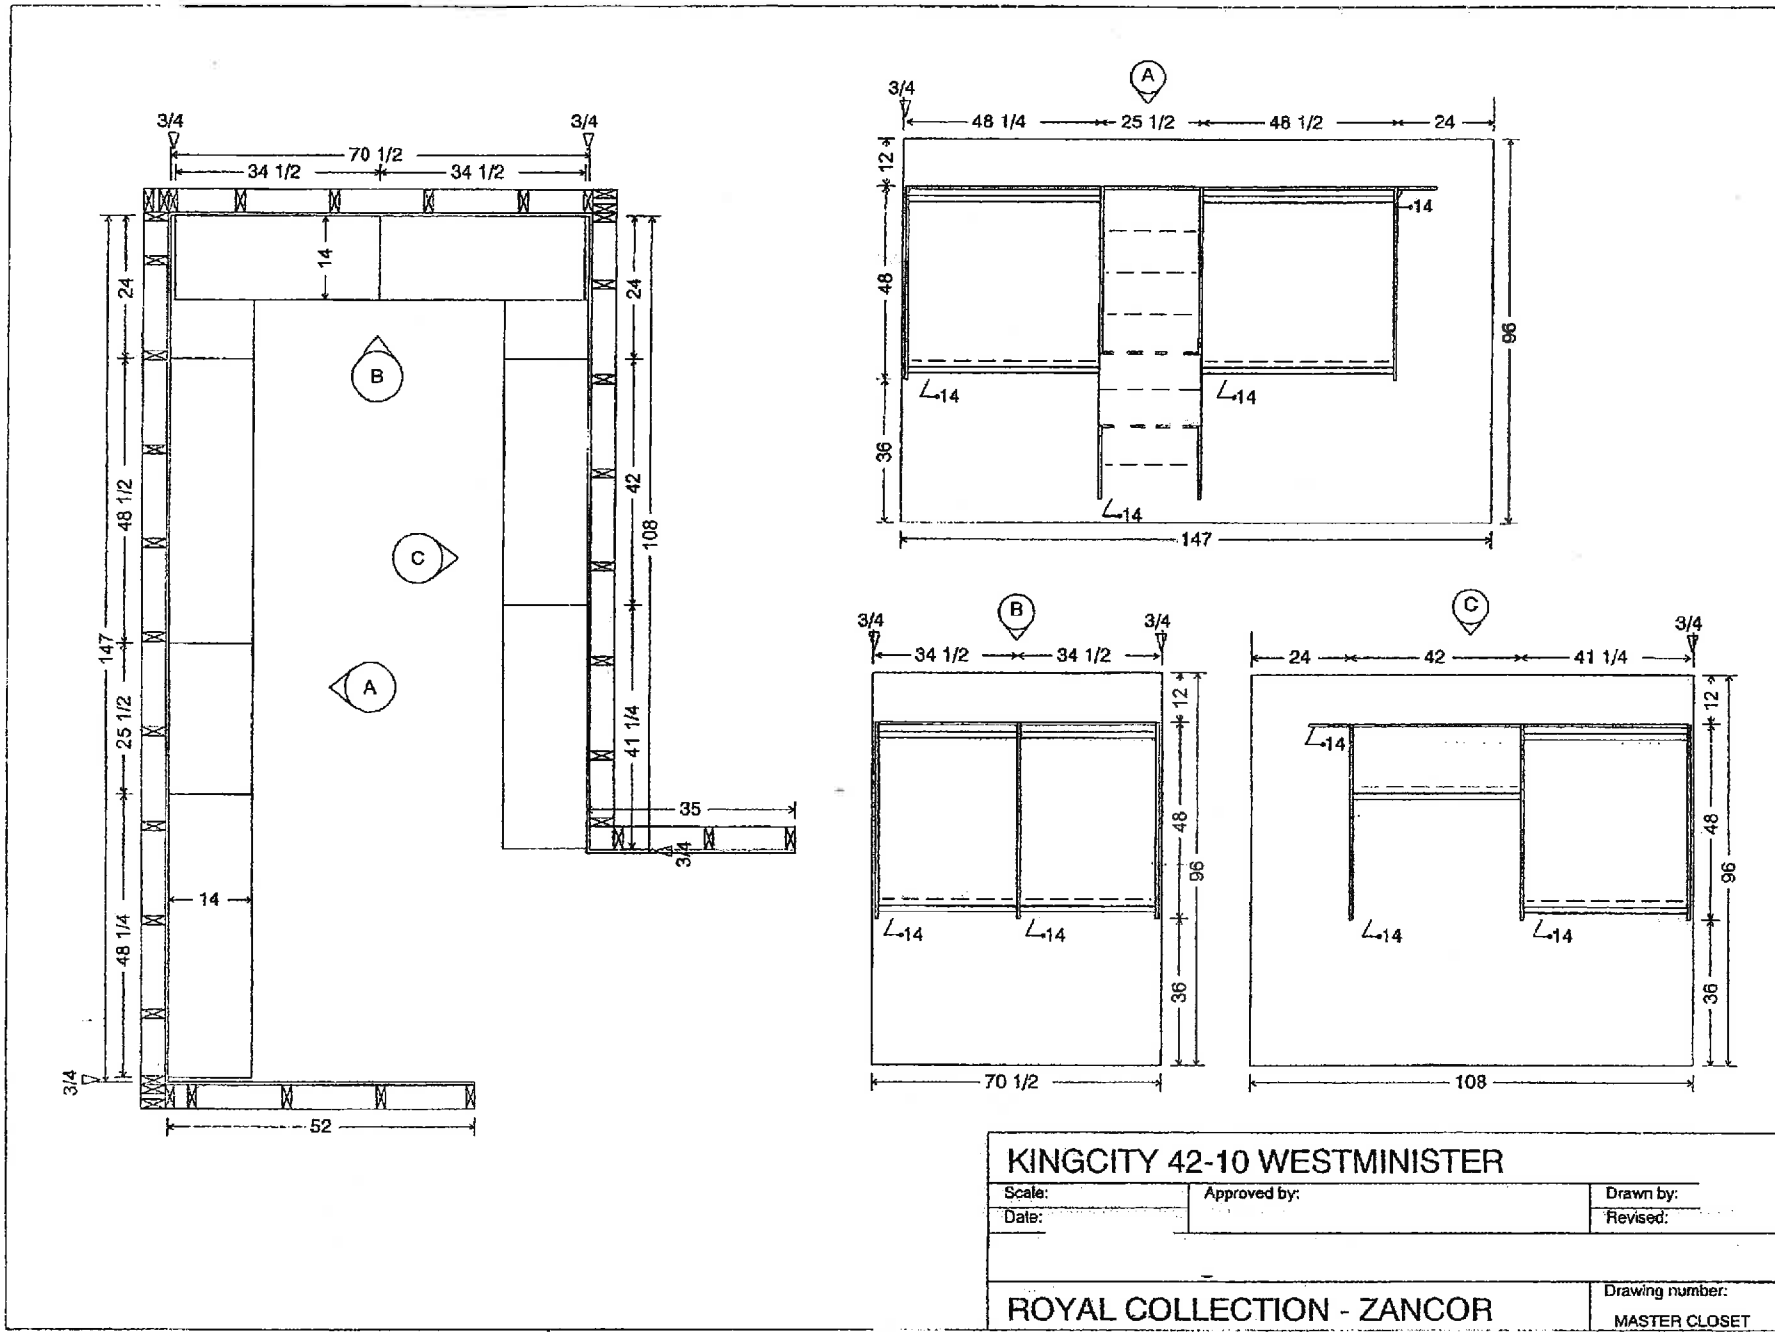 3/4 3/4
70 1/2
34 1/2 34 1/2
14
24 24
B
48 1/2 42
C
108
147
25 1/2
A
41 1/4
35
3/4
14
48 1/4
3/4
52
A
3/4
48 1/4 25 1/2 48 1/2 24
12
14
48
96
14 14
36
14
147
B
3/4 3/4
34 1/2 34 1/2
12
48
96
14 14
36
70 1/2
C
3/4
24 42 41 1/4
12
14
48
96
14 14
36
108
KINGCITY 42-10 WESTMINISTER
Scale: Approved by: Drawn by:
Date: Revised:
ROYAL COLLECTION - ZANCOR
Drawing number:
MASTER CLOSET